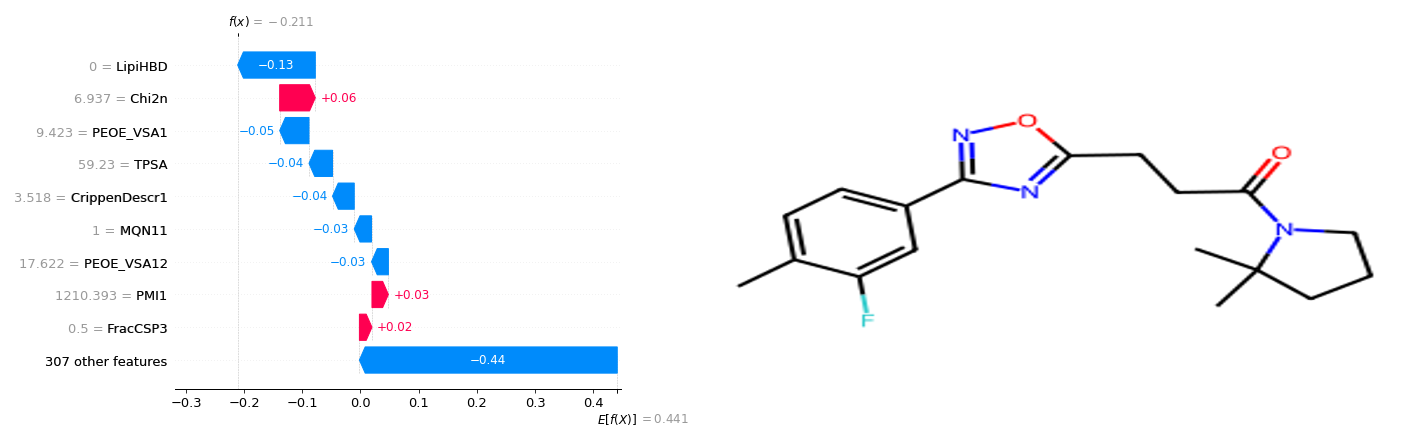 f(x) = −0.211
0 = LipiHBD
−0.13
6.937 = Chi2n
+0.06
9.423 = PEOE_VSA1
−0.05
59.23 = TPSA
−0.04
3.518 = CrippenDescr1
−0.04
1 = MQN11
−0.03
17.622 = PEOE_VSA12
−0.03
1210.393 = PMI1
+0.03
0.5 = FracCSP3
+0.02
307 other features
−0.44
−0.3 −0.2 −0.1 0.0 0.1 0.2 0.3 0.4
E[f(X)] = 0.441
O
N
N
O
N
F